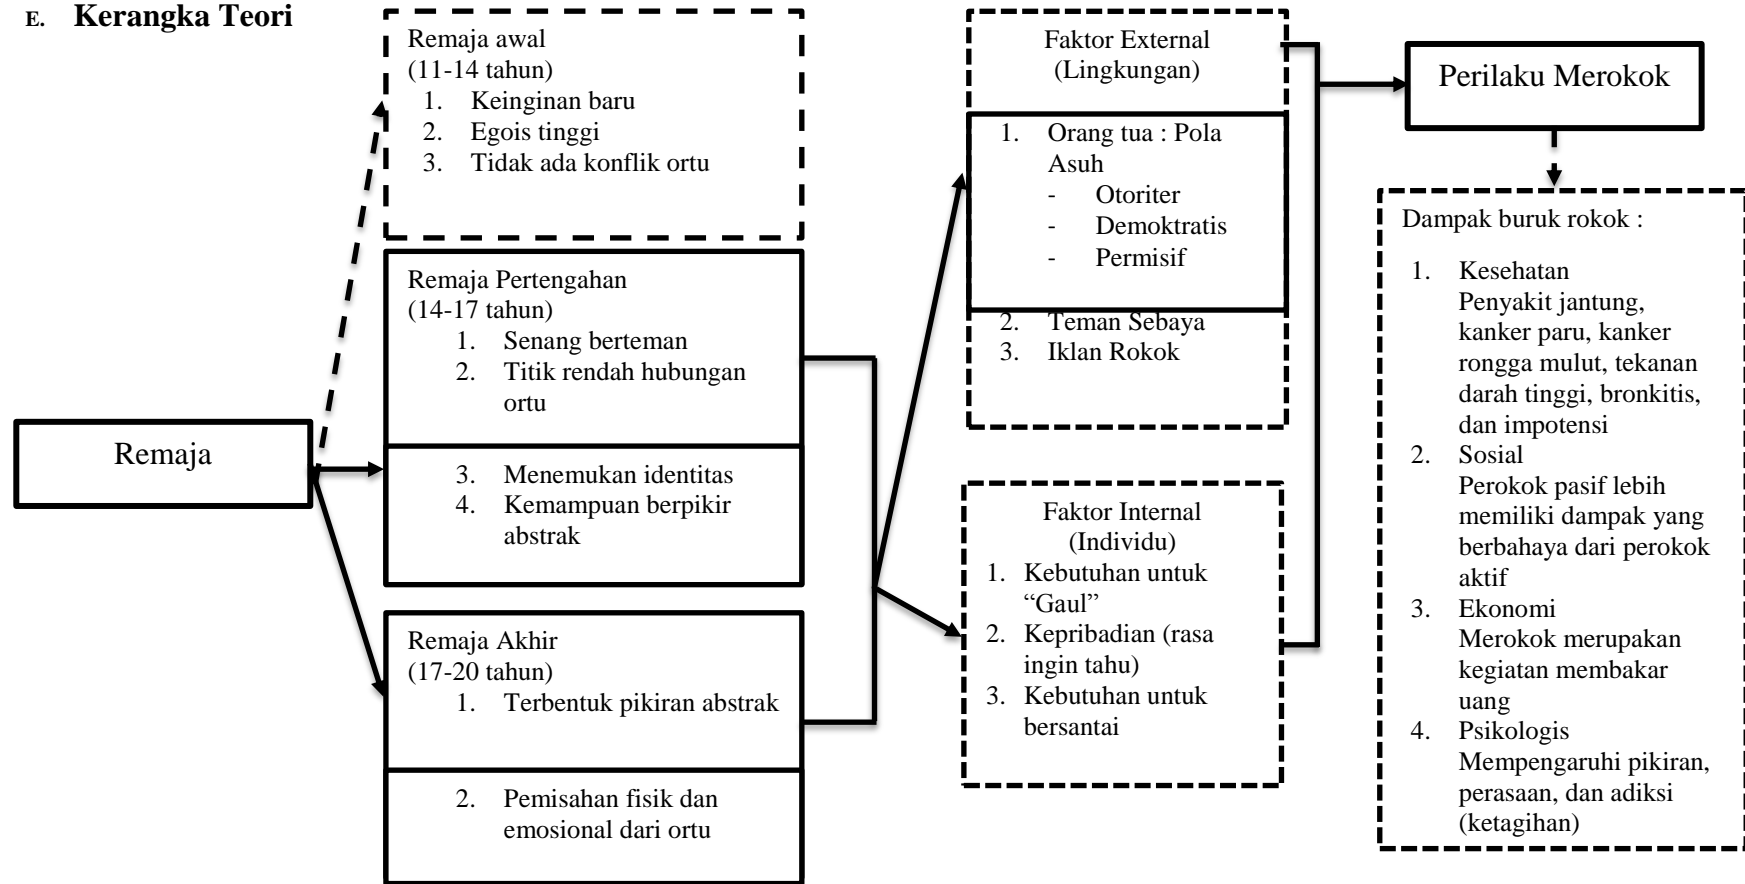 E. Kerangka Teori
Remaja
Remaja awal
(11-14 tahun)
1. Keinginan baru
2. Egois tinggi
3. Tidak ada konflik ortu
Remaja Pertengahan
(14-17 tahun)
1. Senang berteman
2. Titik rendah hubungan
ortu
3. Menemukan identitas
4. Kemampuan berpikir
abstrak
Remaja Akhir
(17-20 tahun)
1. Terbentuk pikiran abstrak
2. Pemisahan fisik dan
emosional dari ortu
Faktor External
(Lingkungan)
1. Orang tua : Pola
Asuh
- Otoriter
- Demoktratis
- Permisif
2. Teman Sebaya
3. Iklan Rokok
Faktor Internal
(Individu)
1. Kebutuhan untuk
“Gaul”
2. Kepribadian (rasa
ingin tahu)
3. Kebutuhan untuk
bersantai
Perilaku Merokok
Dampak buruk rokok :
1. Kesehatan
Penyakit jantung,
kanker paru, kanker
rongga mulut, tekanan
darah tinggi, bronkitis,
dan impotensi
2. Sosial
Perokok pasif lebih
memiliki dampak yang
berbahaya dari perokok
aktif
3. Ekonomi
Merokok merupakan
kegiatan membakar
uang
4. Psikologis
Mempengaruhi pikiran,
perasaan, dan adiksi
(ketagihan)